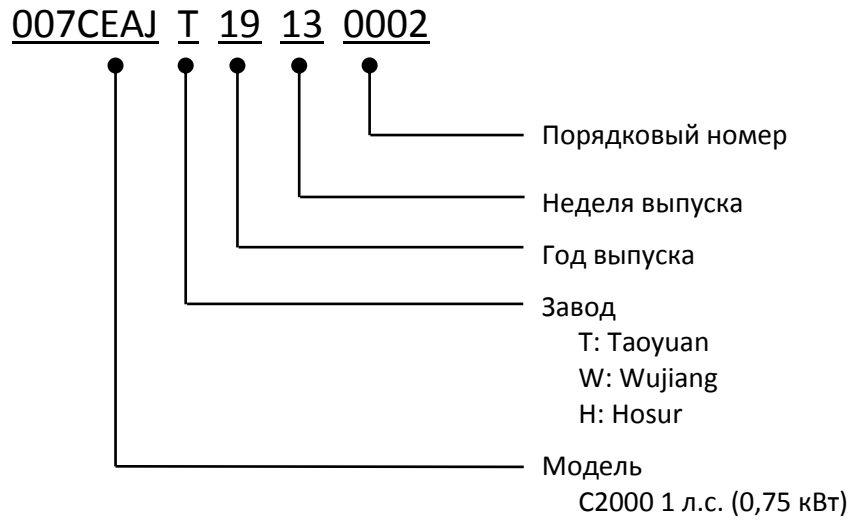 007CEAJ T 19 13 0002
Порядковый номер
Неделя выпуска
Год выпуска
Завод
T: Taoyuan
W: Wujiang
H: Hosur
Модель
C2000 1 л.с. (0,75 кВт)